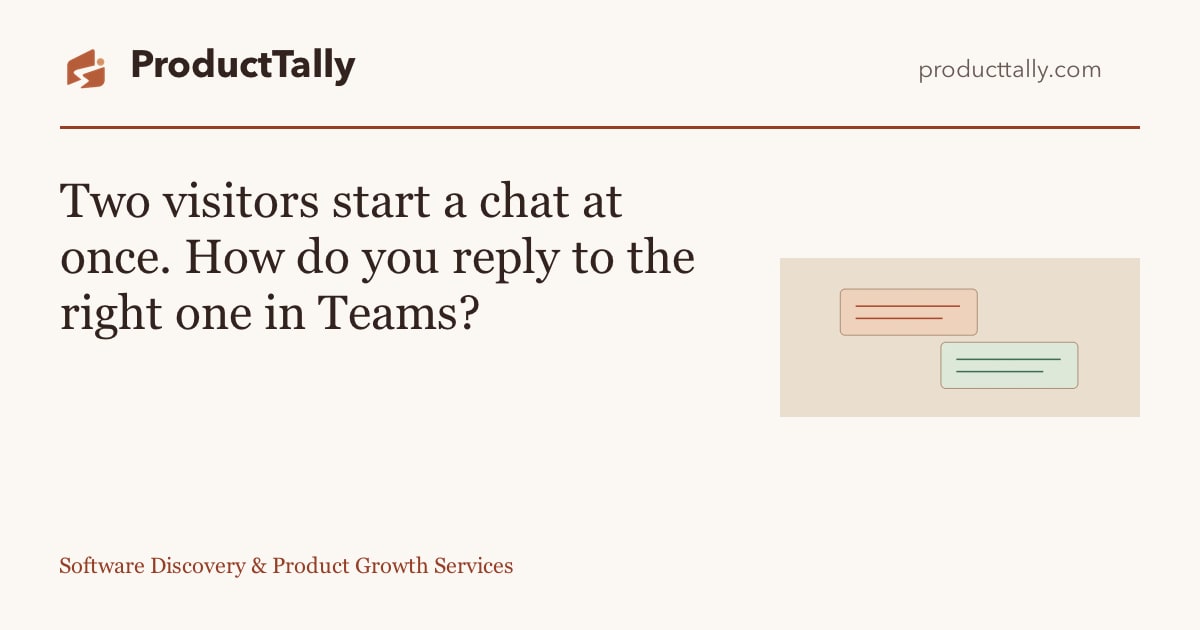 ProductTally
producttally.com
Two visitors start a chat at
once. How do you reply to the
right one in Teams?
Software Discovery & Product Growth Services